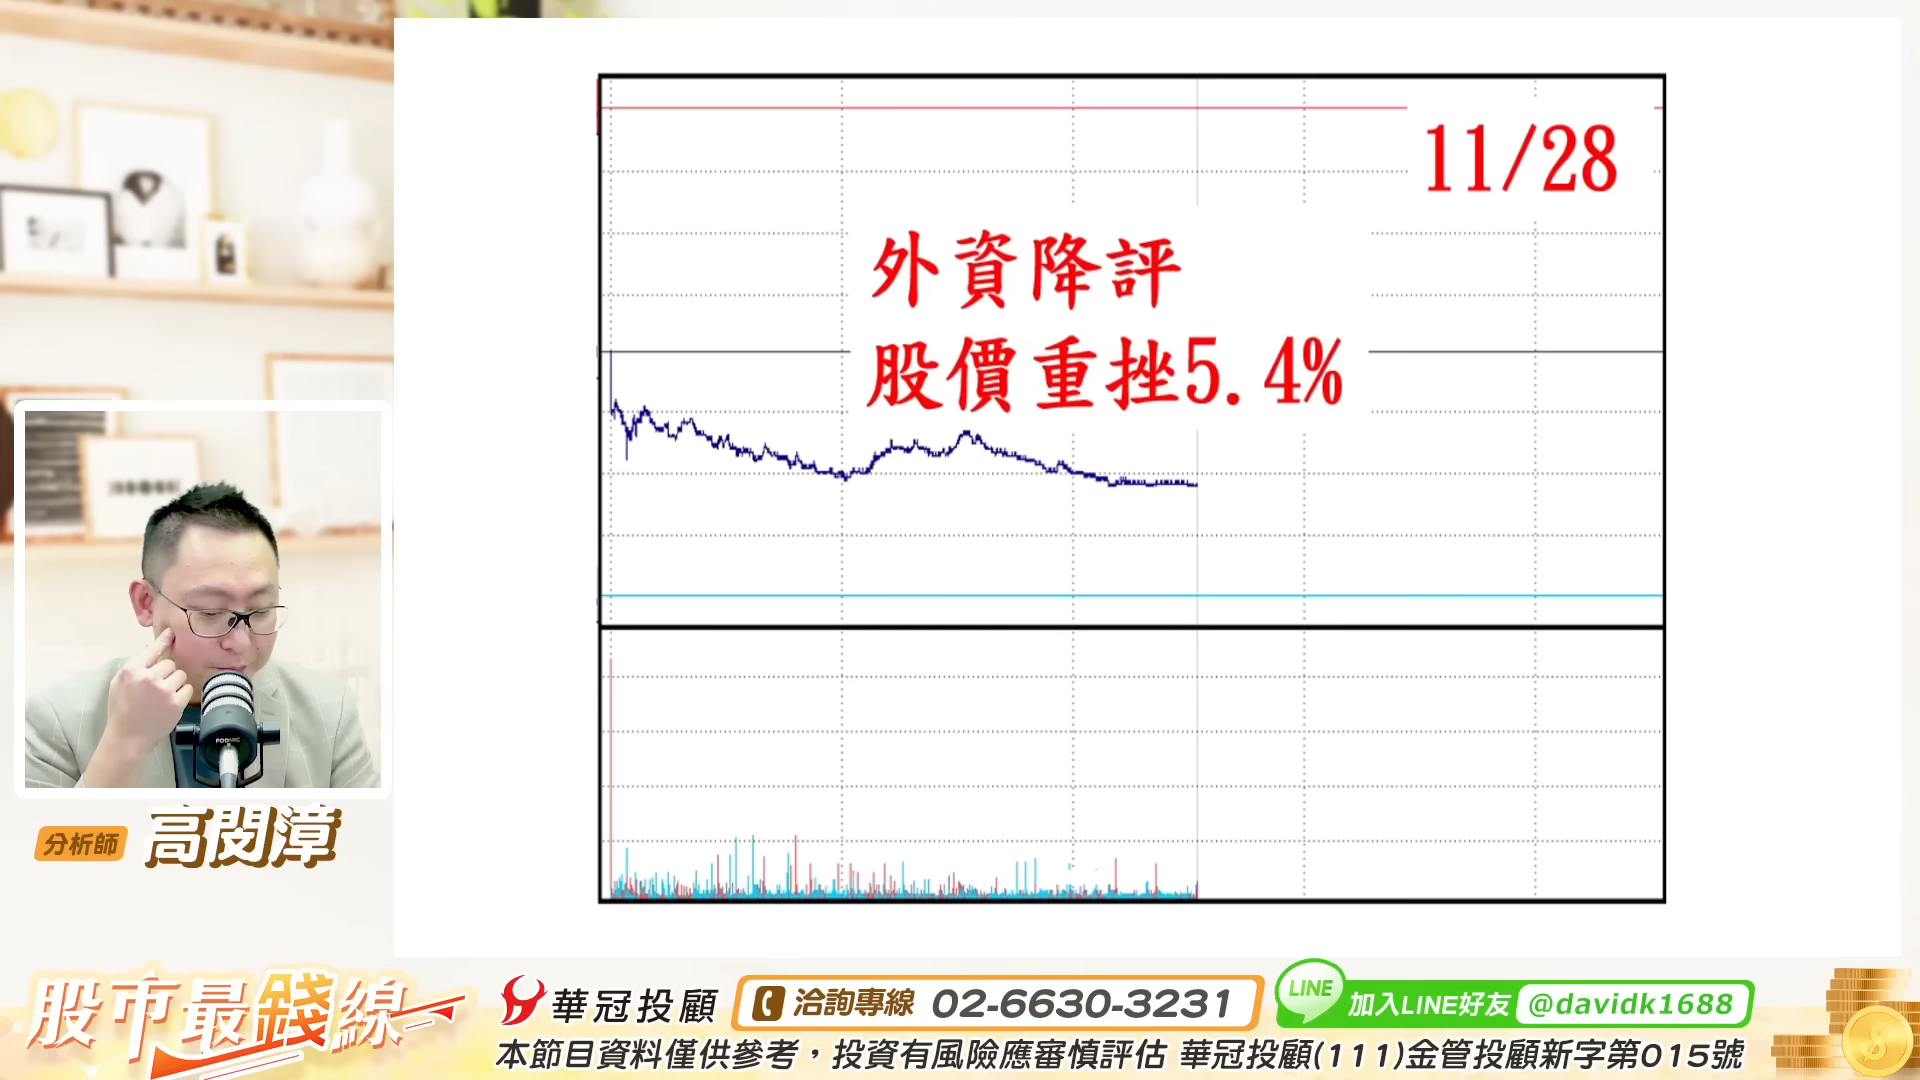 11/28
外資降評
股價重挫5.4%
PODMIC
分析師 高閔漳
股市最錢線
華冠投顧 洽詢專線 02-6630-3231 LINE 加入LINE好友 @davidk1688
本節目資料僅供參考，投資有風險應審慎評估 華冠投顧(111)金管投顧新字第015號